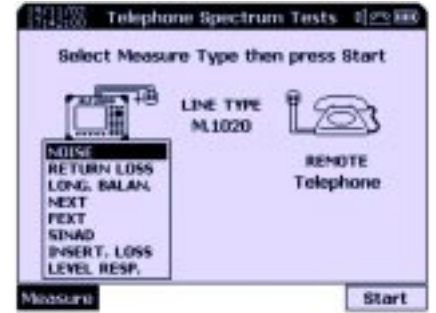 Telephone Spectrum Tests
Select Measure Type then press Start
LINE TYPE
M.1020
NOISE
RETURN LOSS
LONG. BALAN.
NEXT
FEXT
SINAD
INSERT. LOSS
LEVEL RESP.
REMOTE
Telephone
Measure
Start